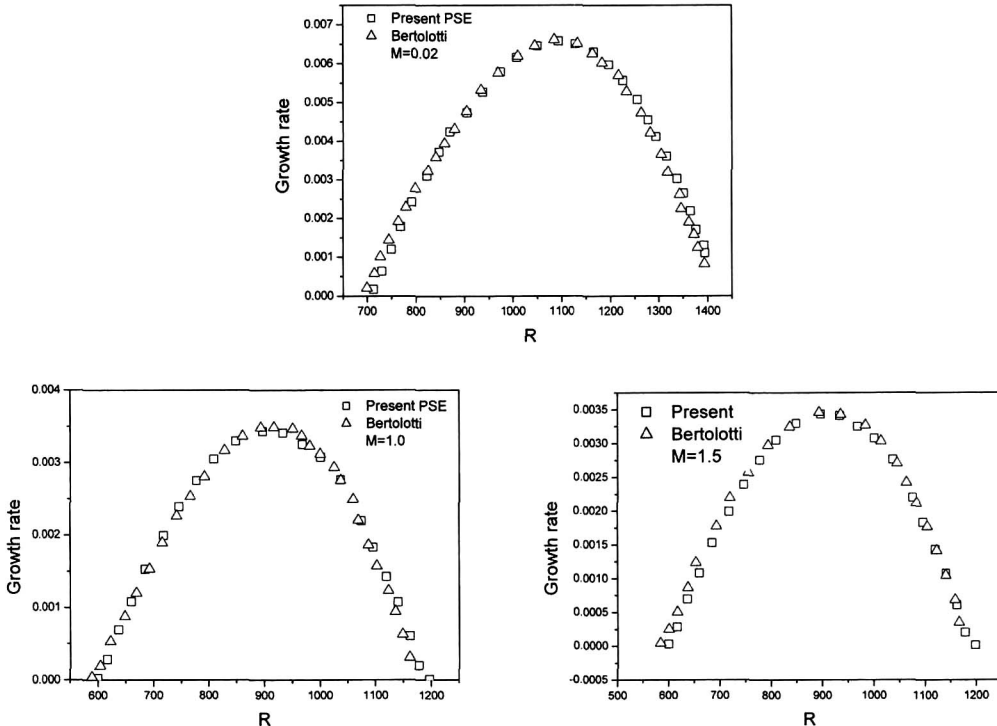 Present PSE
Bertolotti
M=0.02
Growth rate
0.007
0.006
0.005
0.004
0.003
0.002
0.001
0.000
700 800 900 1000 1100 1200 1300 1400
R
Present PSE
Bertolotti
M=1.0
Growth rate
0.004
0.003
0.002
0.001
0.000
600 700 800 900 1000 1100 1200
R
Present
Bertolotti
M=1.5
Growth rate
0.0035
0.0030
0.0025
0.0020
0.0015
0.0010
0.0005
0.0000
-0.0005
500 600 700 800 900 1000 1100 1200
R